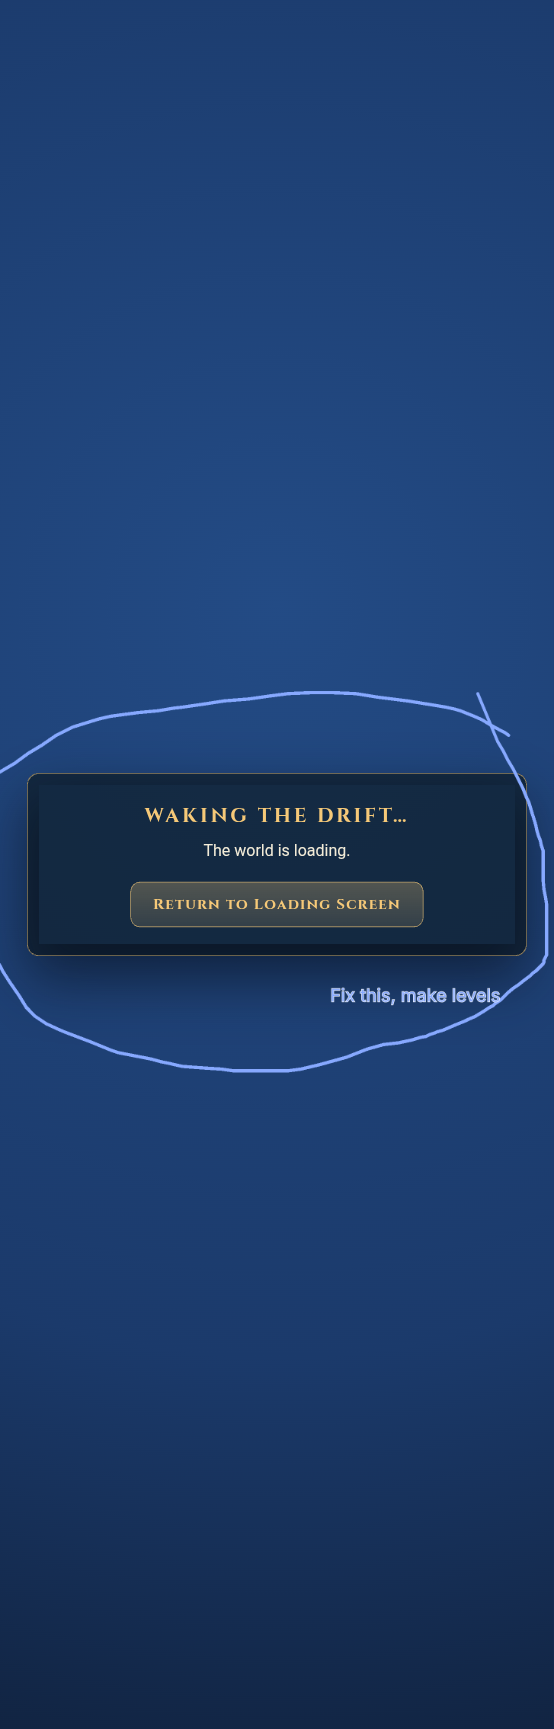 WAKING THE DRIFT…
The world is loading.
Return to Loading Screen
Fix this, make levels